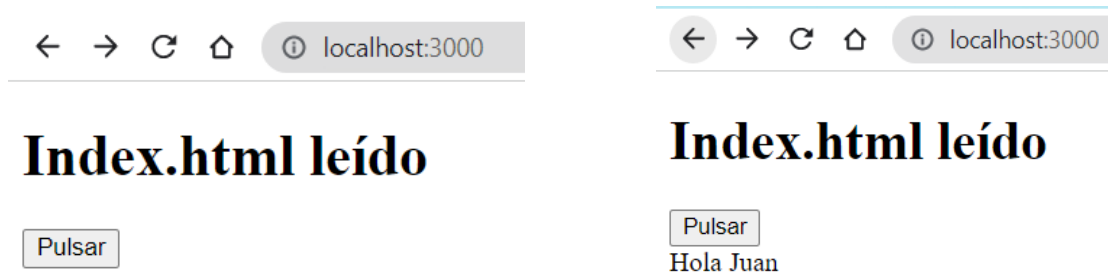 localhost:3000
Index.html leído
Pulsar
localhost:3000
Index.html leído
Pulsar
Hola Juan